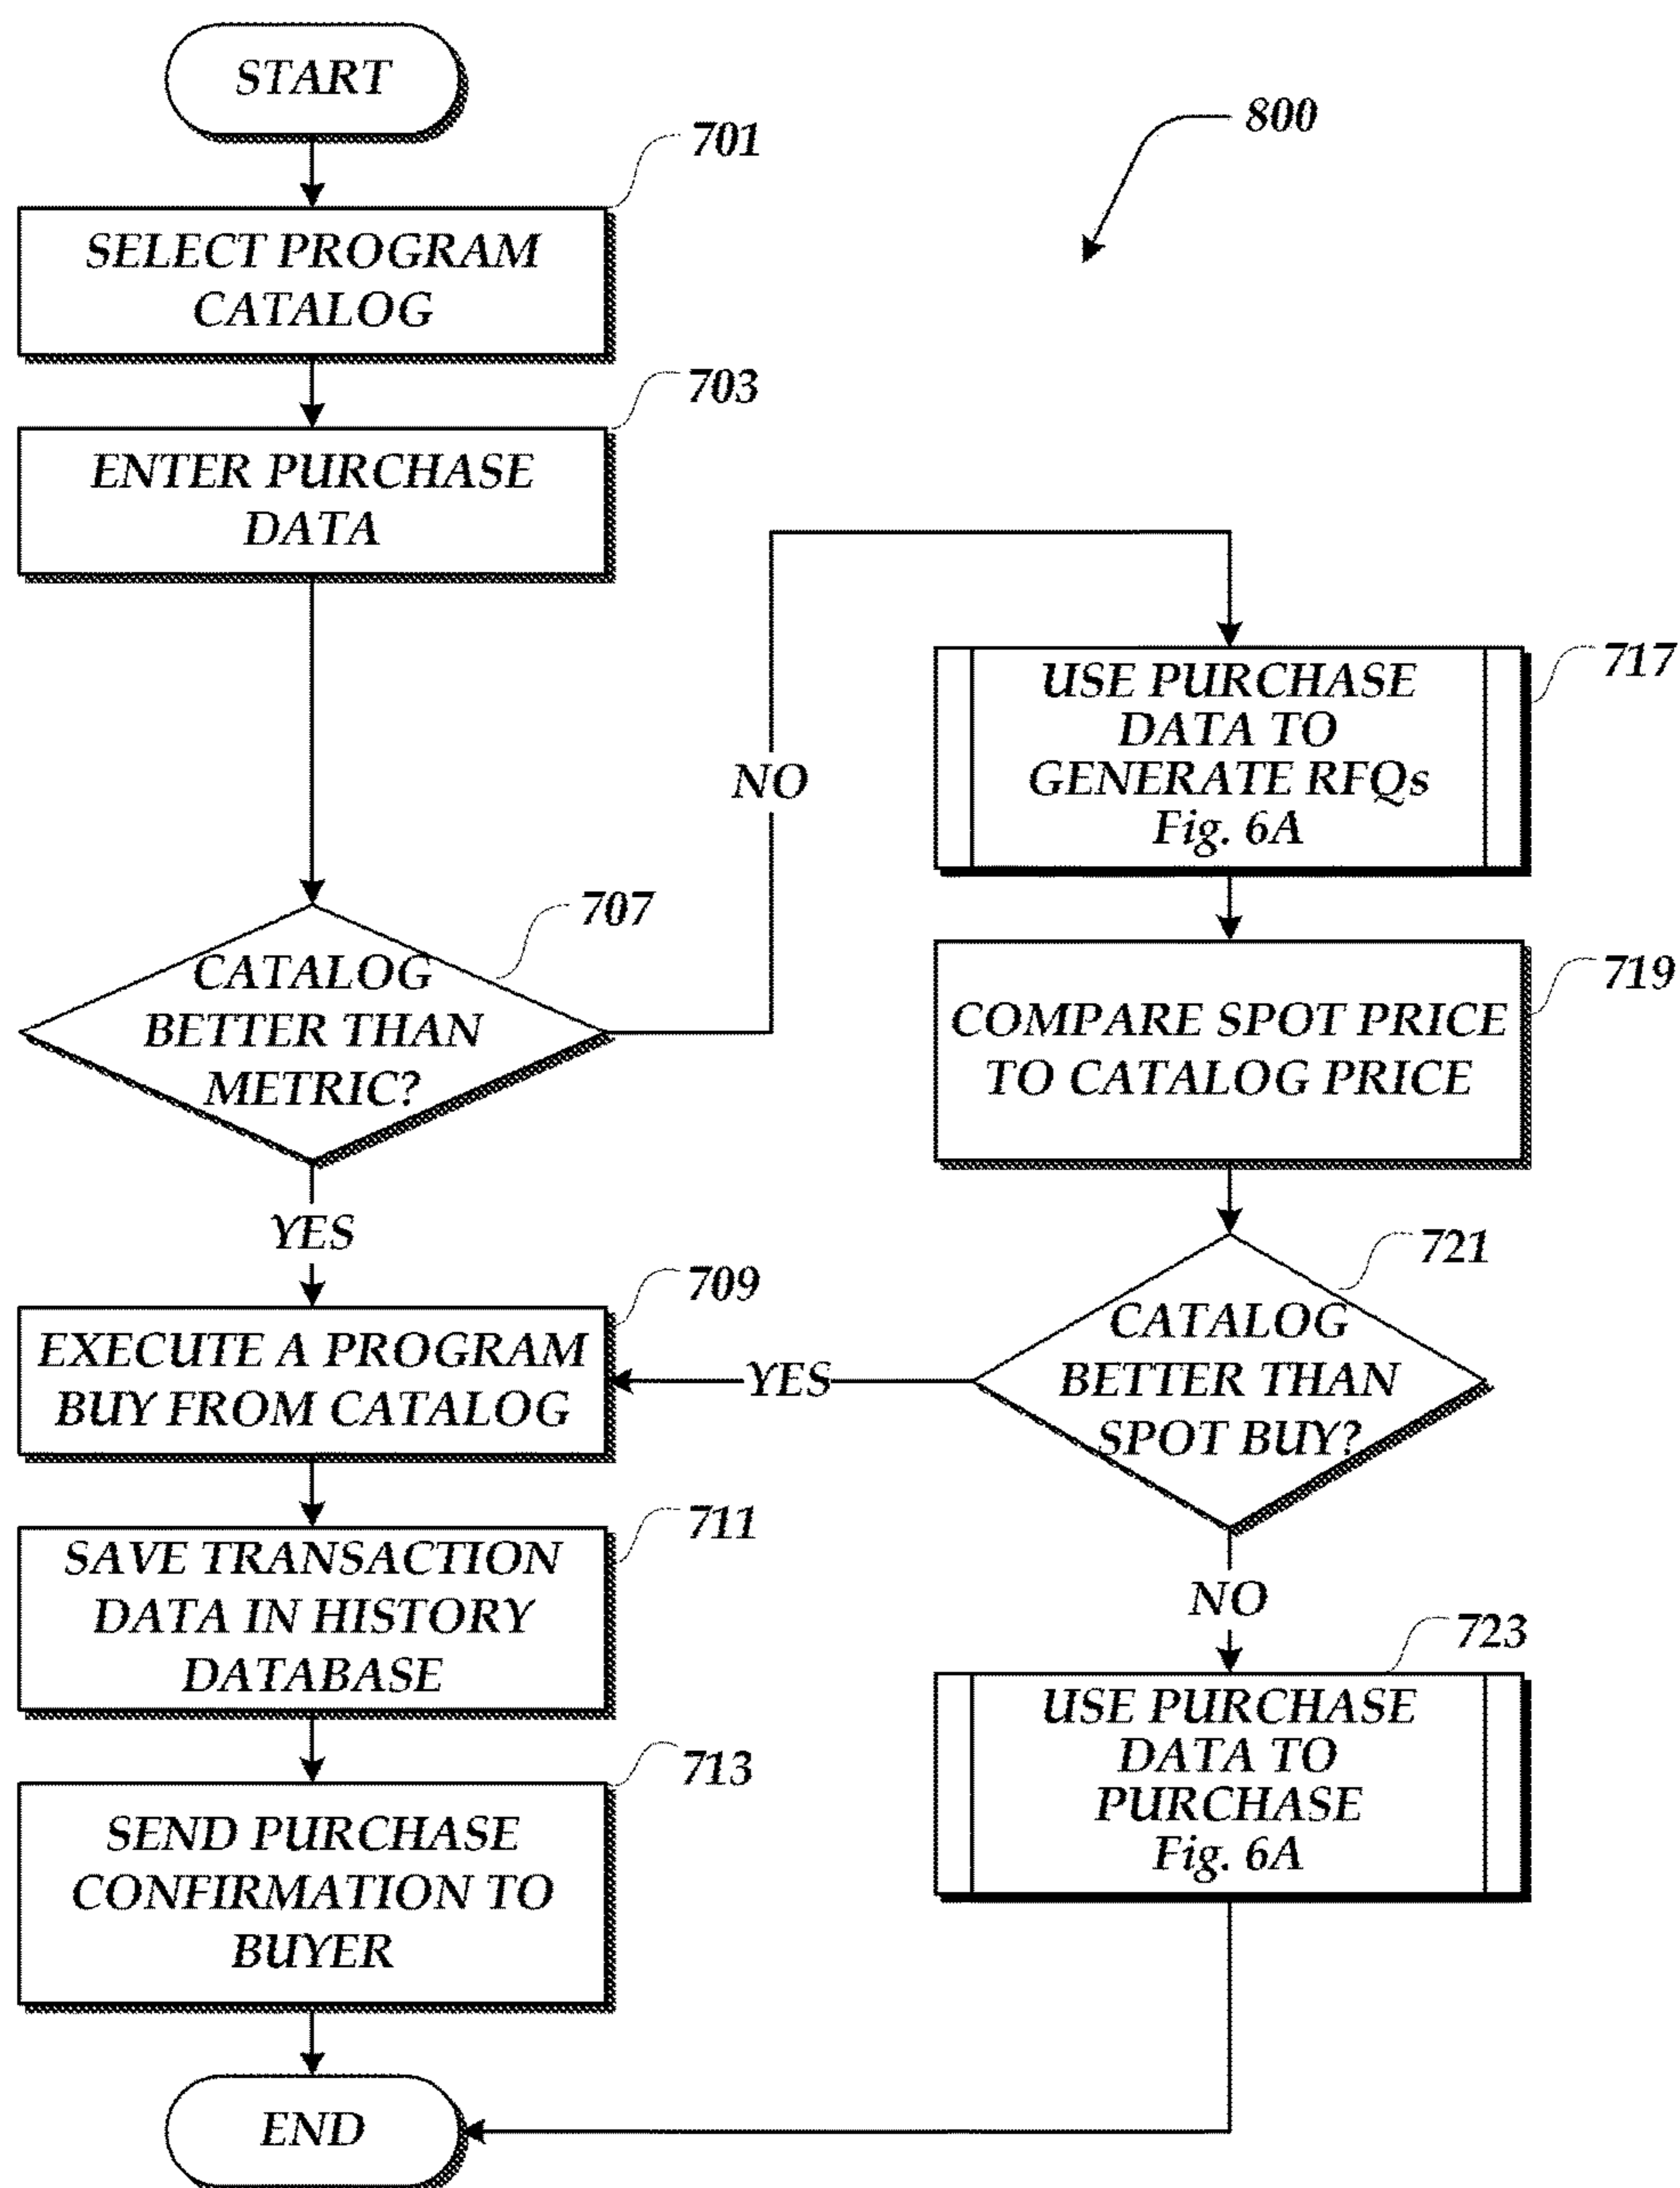 START
800
701
SELECT PROGRAM
CATALOG
703
ENTER PURCHASE
DATA
707
CATALOG
BETTER THAN
METRIC?
NO
YES
709
EXECUTE A PROGRAM
BUY FROM CATALOG
711
SAVE TRANSACTION
DATA IN HISTORY
DATABASE
713
SEND PURCHASE
CONFIRMATION TO
BUYER
END
717
USE PURCHASE
DATA TO
GENERATE RFQs
Fig. 6A
719
COMPARE SPOT PRICE
TO CATALOG PRICE
721
CATALOG
BETTER THAN
SPOT BUY?
YES
NO
723
USE PURCHASE
DATA TO
PURCHASE
Fig. 6A